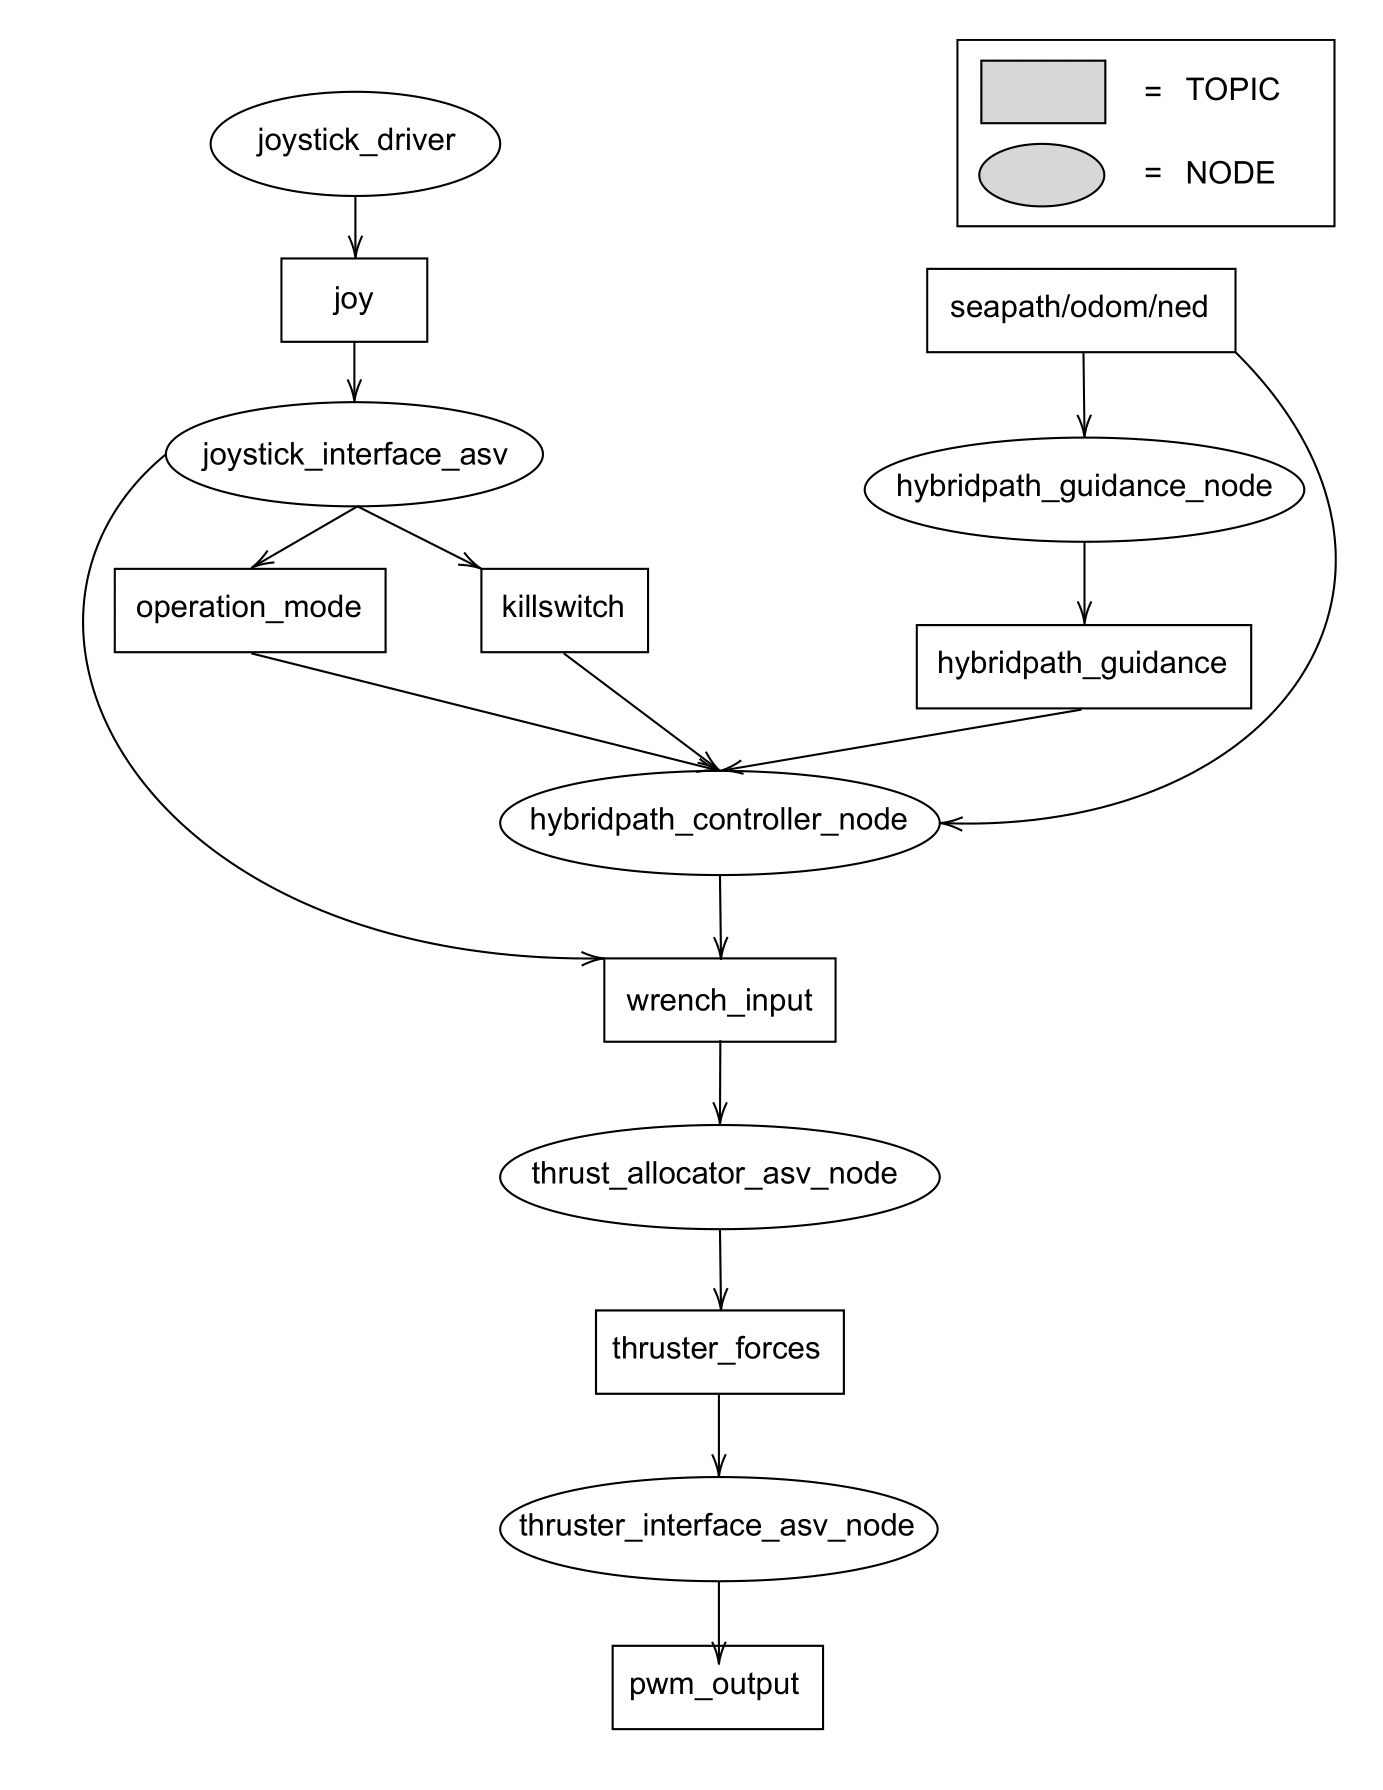 = TOPIC
= NODE
joystick_driver
joy
seapath/odom/ned
joystick_interface_asv
hybridpath_guidance_node
operation_mode
killswitch
hybridpath_guidance
hybridpath_controller_node
wrench_input
thrust_allocator_asv_node
thruster_forces
thruster_interface_asv_node
pwm_output